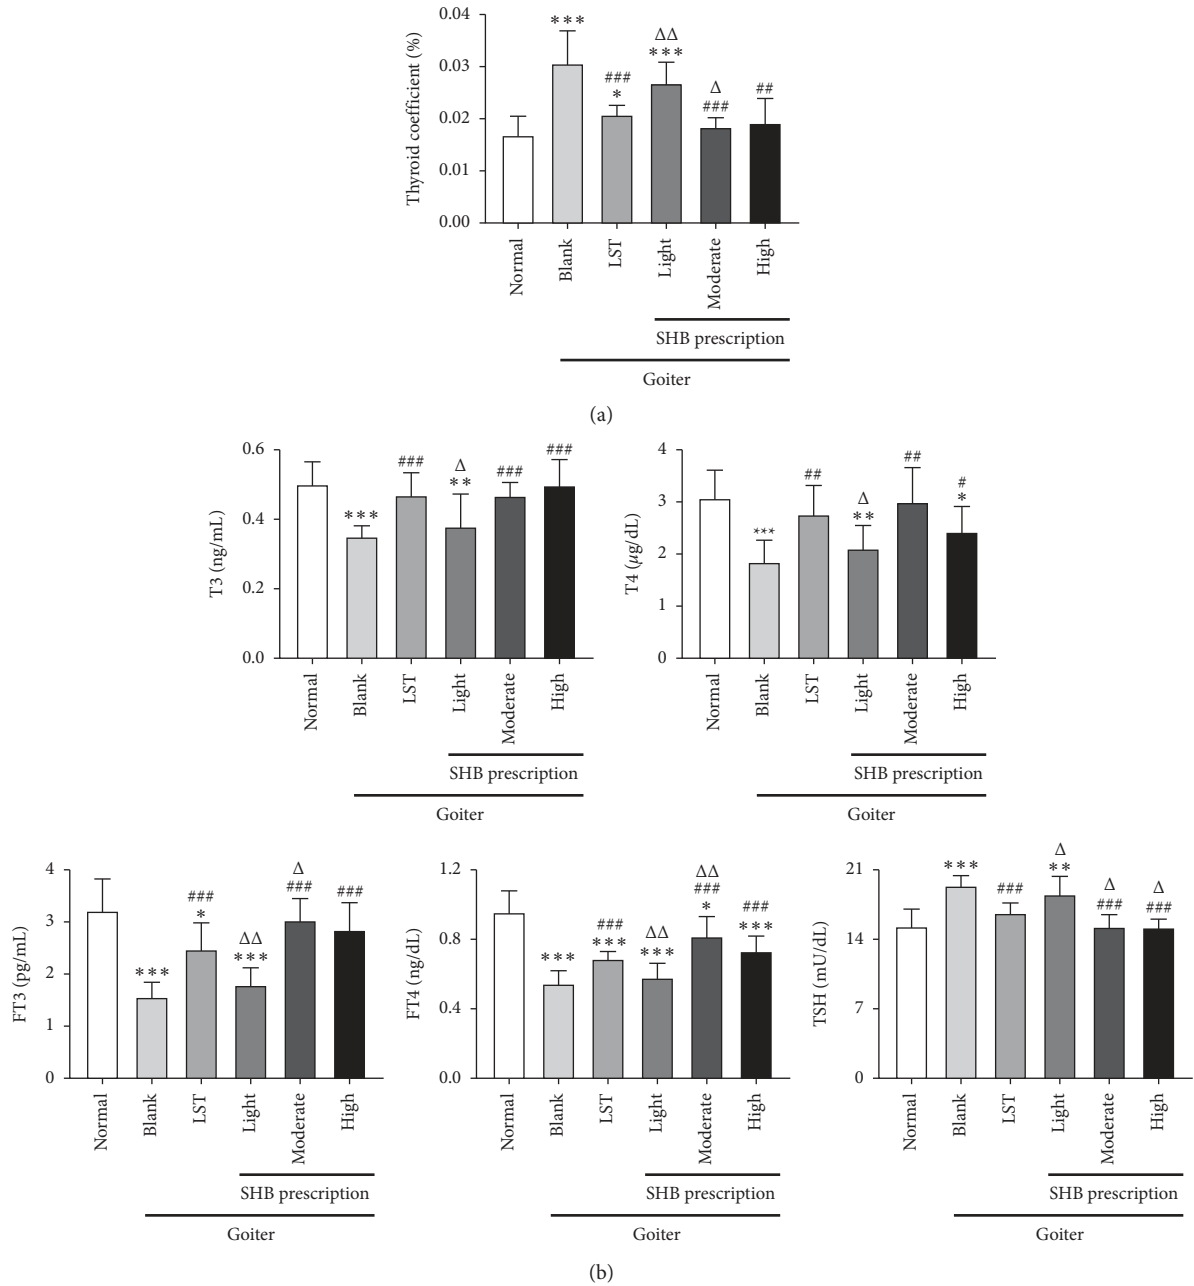 Thyroid coefficient (%)
0.04
0.03
0.02
0.01
0.00
***
###
*
ΔΔ
***
Δ
###
##
Normal
Blank
LST
Light
Moderate
High
SHB prescription
Goiter
(a)
T3 (ng/mL)
0.6
0.4
0.2
0.0
***
###
Δ
**
###
###
Normal
Blank
LST
Light
Moderate
High
SHB prescription
Goiter
T4 (μg/dL)
4
3
2
1
0
***
##
Δ
**
##
#
*
Normal
Blank
LST
Light
Moderate
High
SHB prescription
Goiter
FT3 (pg/mL)
4
3
2
1
0
***
###
*
ΔΔ
***
Δ
###
###
Normal
Blank
LST
Light
Moderate
High
SHB prescription
Goiter
FT4 (ng/dL)
1.2
0.8
0.4
0.0
***
###
***
ΔΔ
***
ΔΔ
###
*
###
***
Normal
Blank
LST
Light
Moderate
High
SHB prescription
Goiter
TSH (mU/dL)
21
14
7
0
***
###
Δ
**
Δ
###
Δ
###
Normal
Blank
LST
Light
Moderate
High
SHB prescription
Goiter
(b)